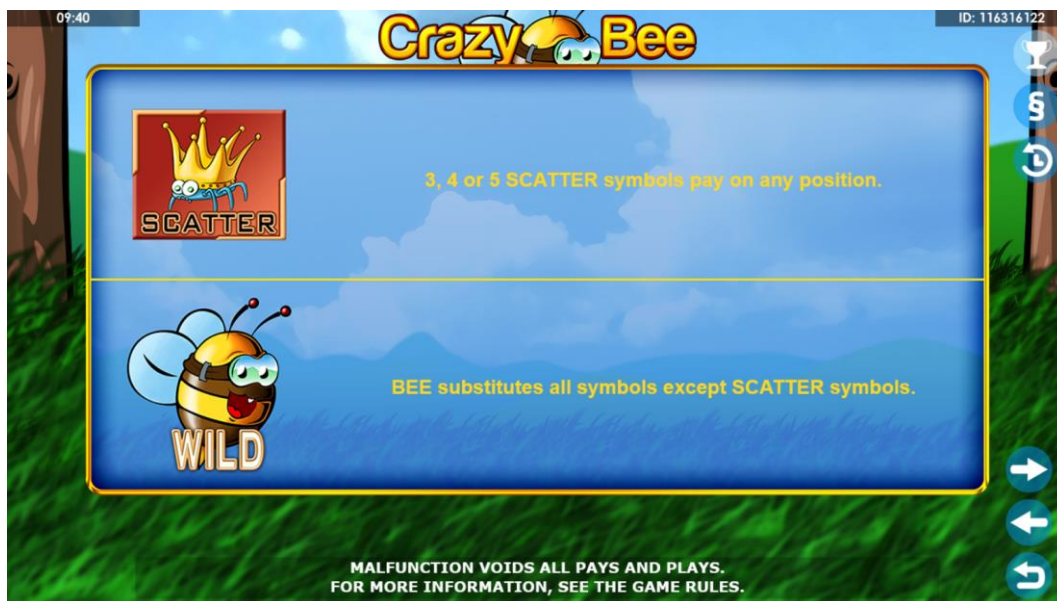 09:40
ID: 116316122
Crazy Bee
§
3, 4 or 5 SCATTER symbols pay on any position.
SCATTER
BEE substitutes all symbols except SCATTER symbols.
WILD
MALFUNCTION VOIDS ALL PAYS AND PLAYS.
FOR MORE INFORMATION, SEE THE GAME RULES.